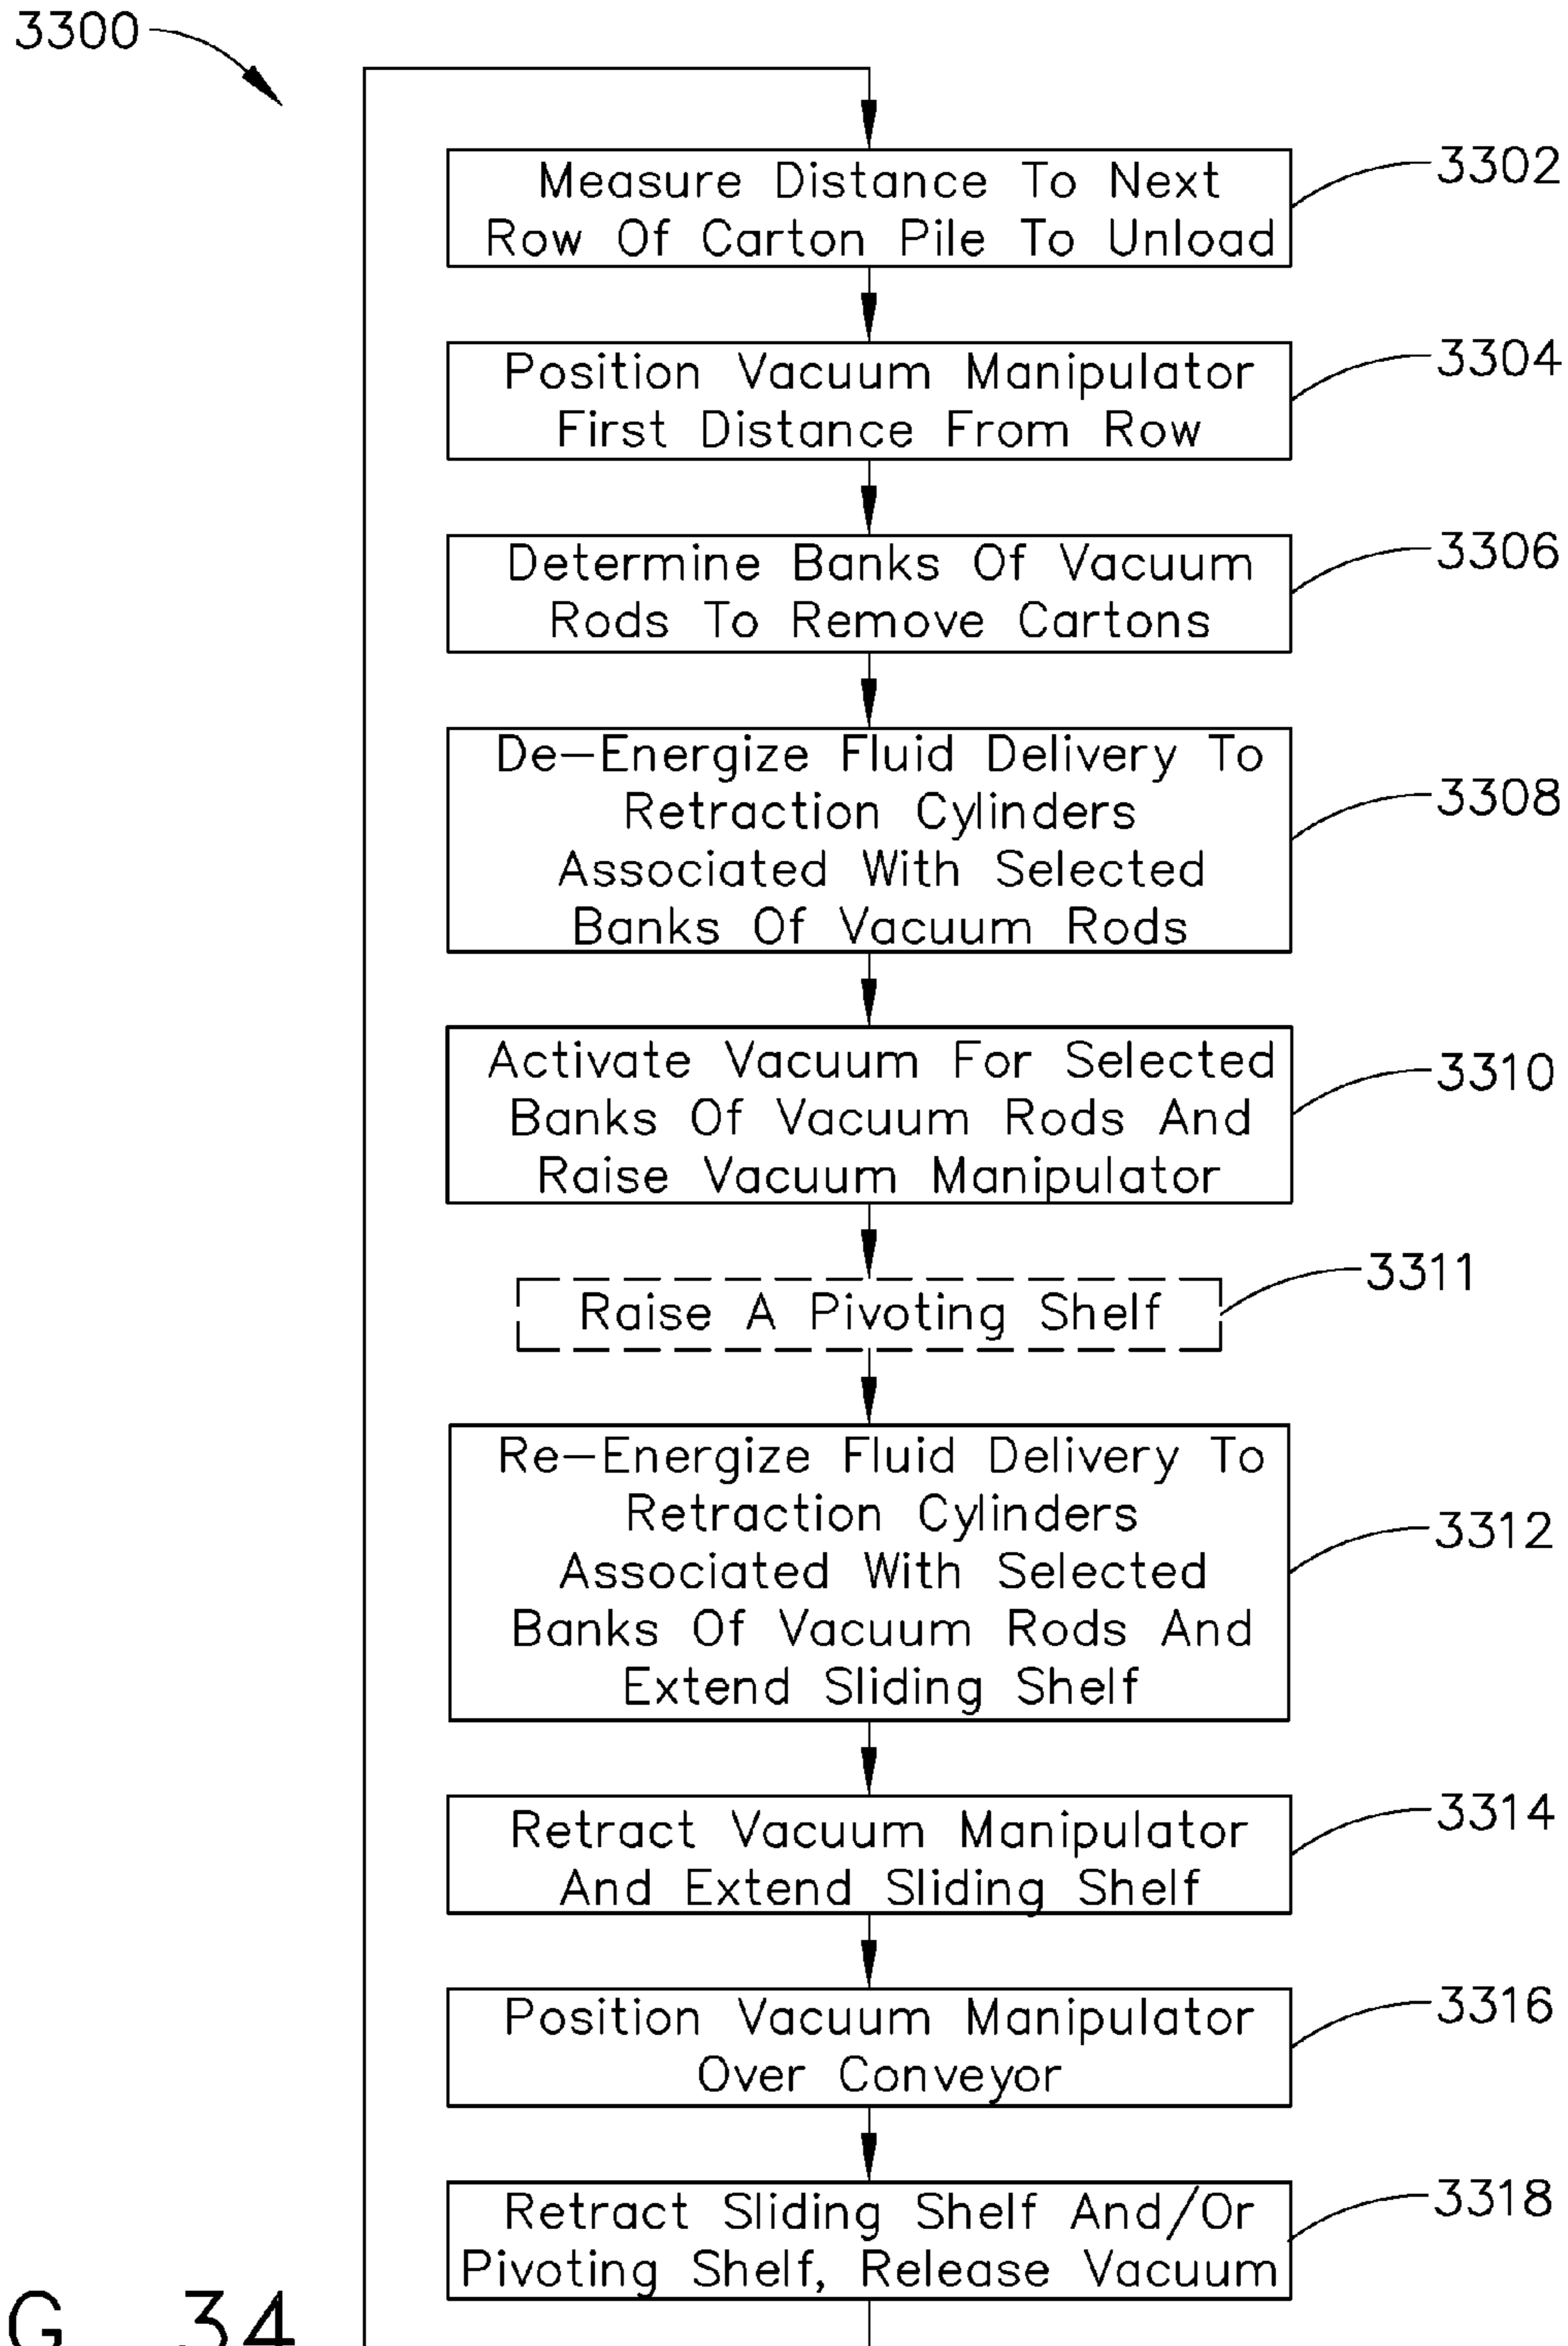 3300
Measure Distance To Next
Row Of Carton Pile To Unload
3302
Position Vacuum Manipulator
First Distance From Row
3304
Determine Banks Of Vacuum
Rods To Remove Cartons
3306
De-Energize Fluid Delivery To
Retraction Cylinders
Associated With Selected
Banks Of Vacuum Rods
3308
Activate Vacuum For Selected
Banks Of Vacuum Rods And
Raise Vacuum Manipulator
3310
Raise A Pivoting Shelf
3311
Re-Energize Fluid Delivery To
Retraction Cylinders
Associated With Selected
Banks Of Vacuum Rods And
Extend Sliding Shelf
3312
Retract Vacuum Manipulator
And Extend Sliding Shelf
3314
Position Vacuum Manipulator
Over Conveyor
3316
Retract Sliding Shelf And/Or
Pivoting Shelf, Release Vacuum
3318
G 34